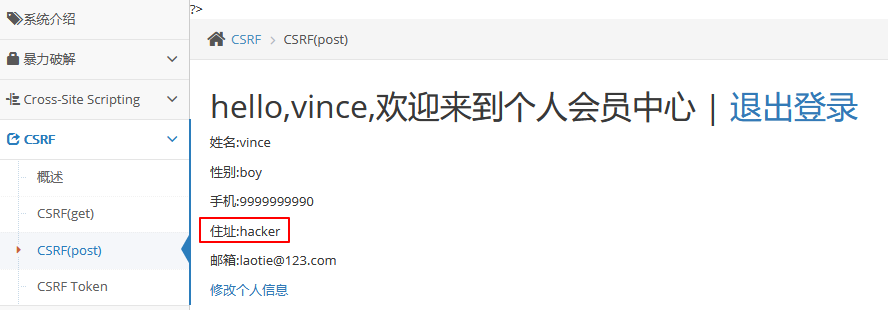 系统介绍
暴力破解
Cross-Site Scripting
CSRF
概述
CSRF(get)
CSRF(post)
CSRF Token
?>
CSRF > CSRF(post)
hello,vince,欢迎来到个人会员中心 | 退出登录
姓名:vince
性别:boy
手机:9999999990
住址:hacker
邮箱:laotie@123.com
修改个人信息